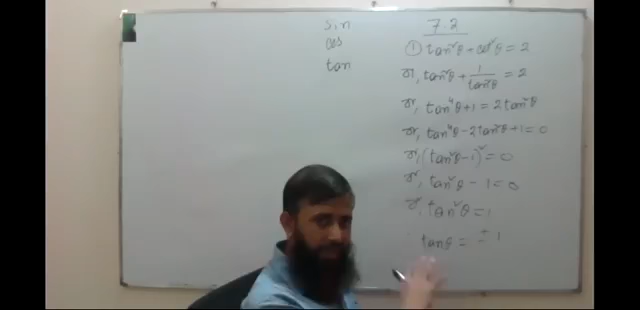 sin
cos
tan
7.2
① tan²θ + cot²θ = 2
বা, tan²θ + 1/tan²θ = 2
বা, tan⁴θ + 1 = 2tan²θ
বা, tan⁴θ - 2tan²θ + 1 = 0
বা, (tan²θ - 1)² = 0
বা, tan²θ - 1 = 0
বা, tan²θ = 1
tanθ = ± 1